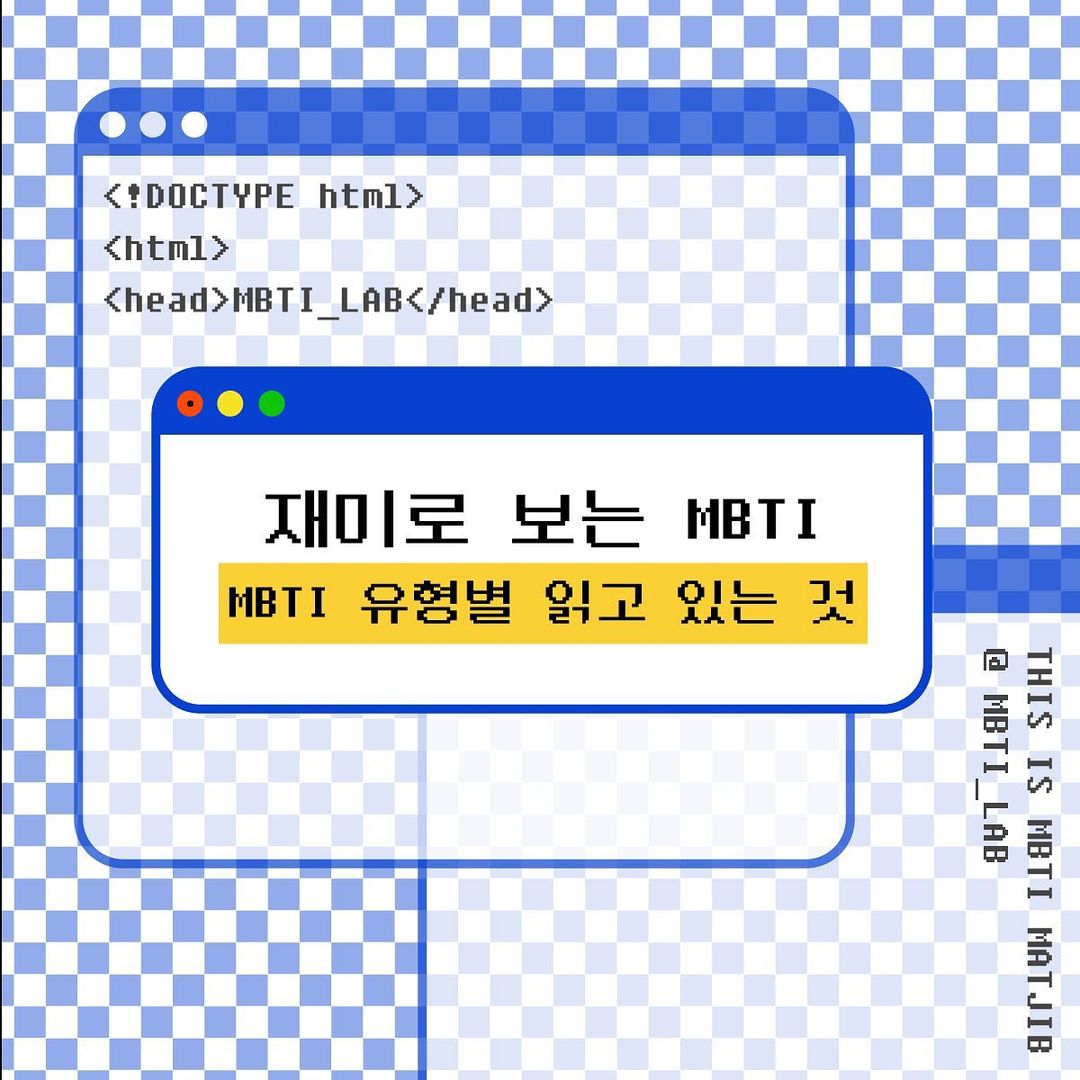 <!DOCTYPE html>
<html>
<head>MBTI_LAB</head>
재미로 보는 MBTI
MBTI 유형별 읽고 있는 것
THIS IS MBTI MATJIB
@ MBTI_LAB